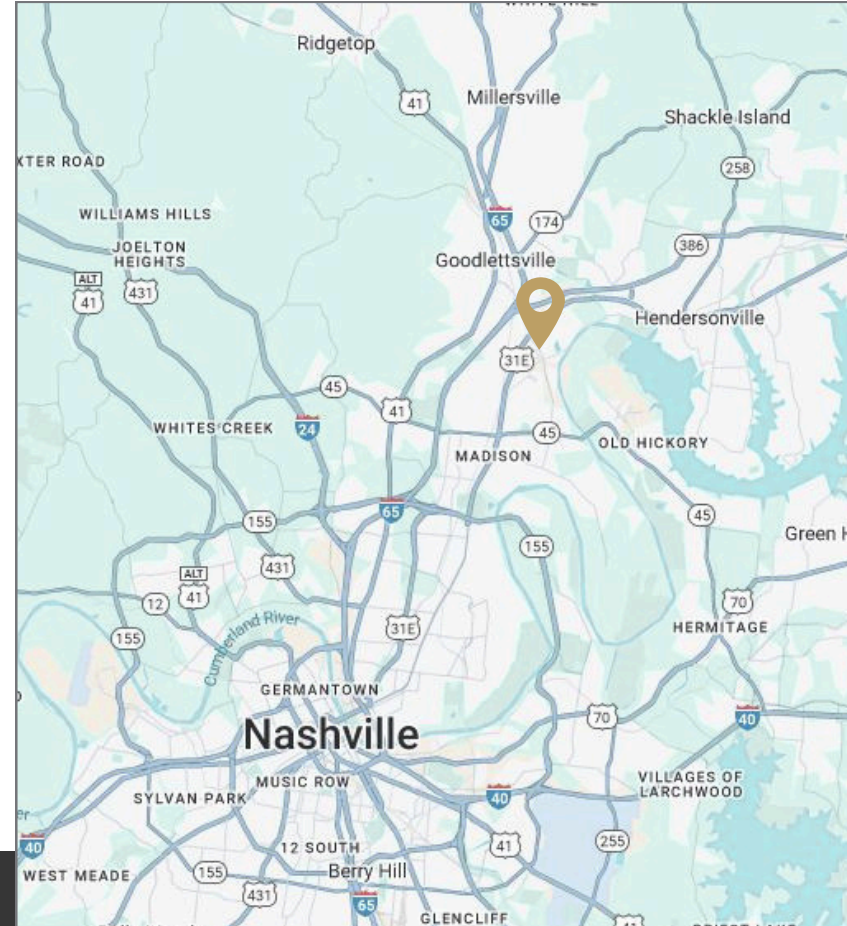 Ridgetop
41
Millersville
Shackle Island
XTER ROAD
258
WILLIAMS HILLS
65
174
JOELTON
HEIGHTS
386
Goodlettsville
ALT
41
431
Hendersonville
31E
45
41
WHITES CREEK
24
45
OLD HICKORY
MADISON
65
155
45
155
Green H
431
ALT
41
12
70
Cumberland River
31E
HERMITAGE
155
GERMANTOWN
70
40
Nashville
MUSIC ROW
VILLAGES OF
LARCHWOOD
SYLVAN PARK
40
255
40
12 SOUTH
41
WEST MEADE
155
Berry Hill
431
65
GLENCLIFF
41